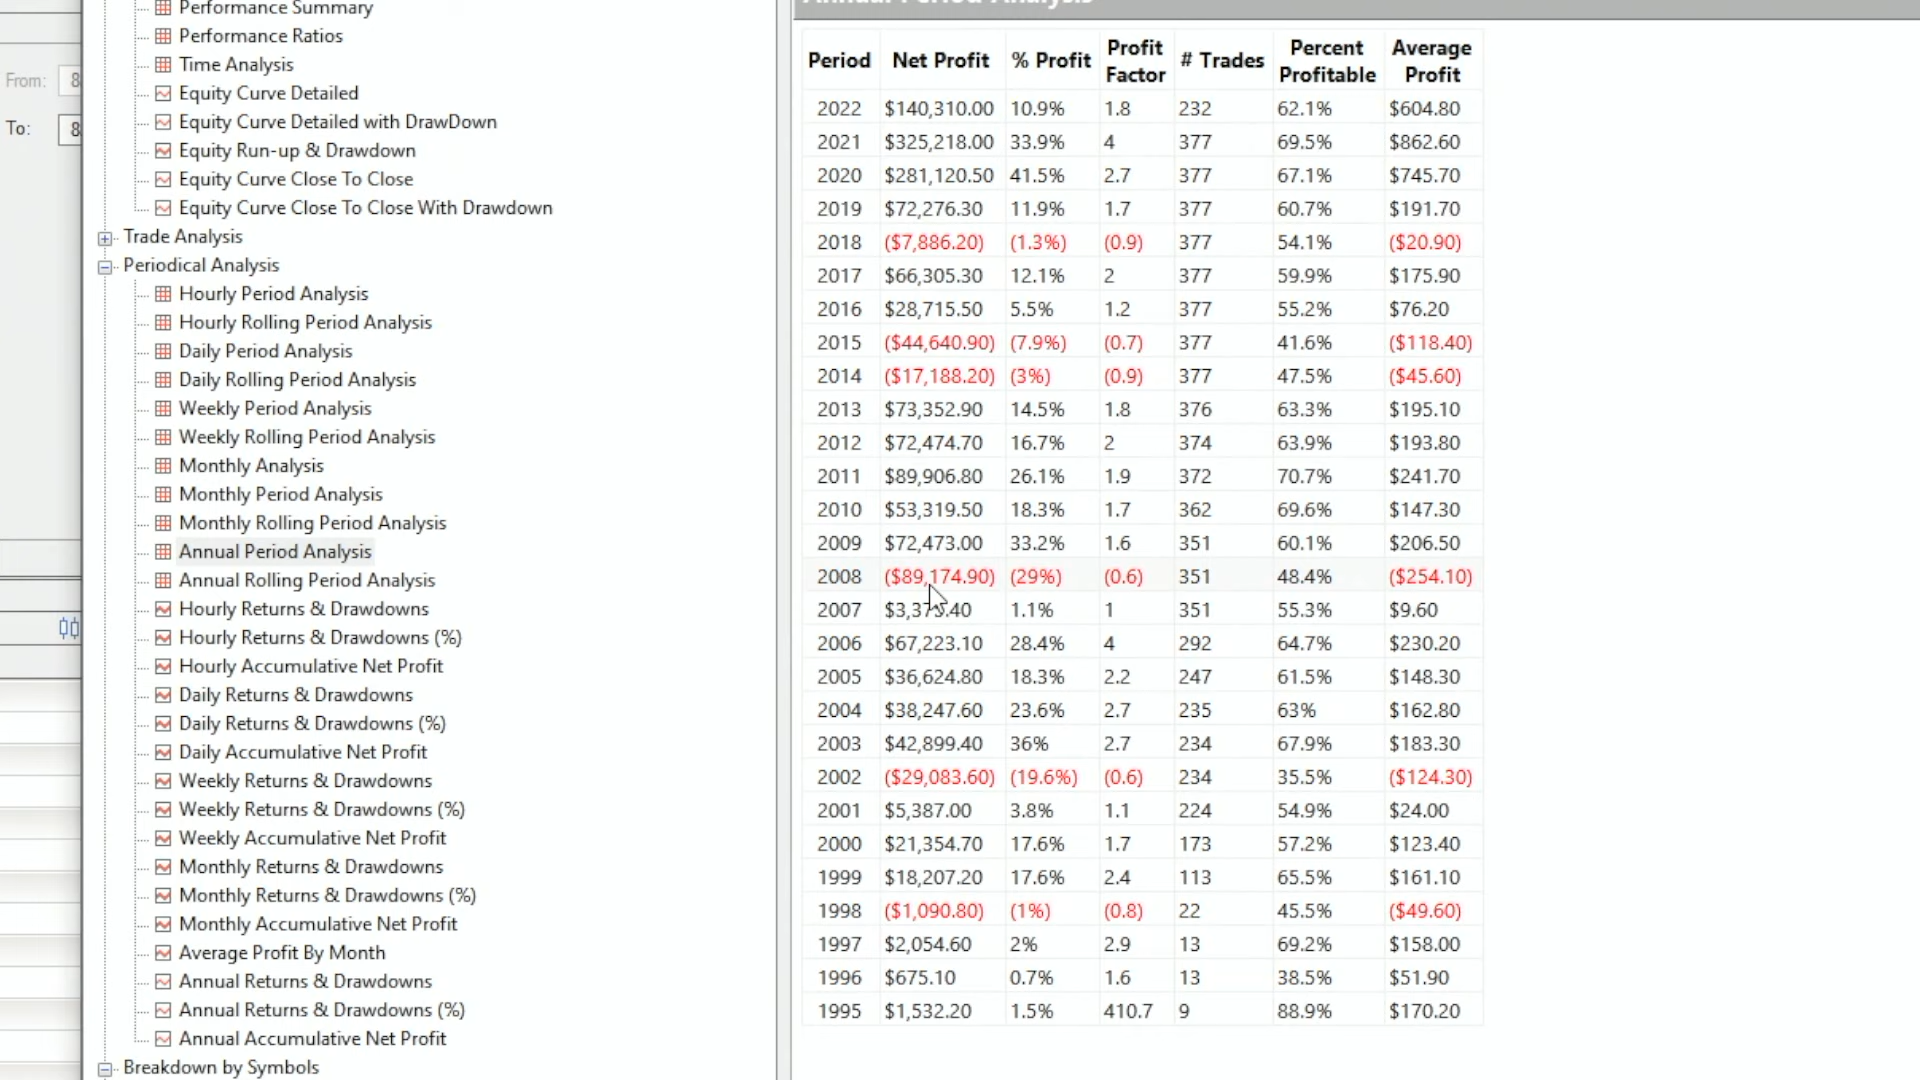 From: 8
To: 8
Performance Summary
Performance Ratios
Time Analysis
Equity Curve Detailed
Equity Curve Detailed with DrawDown
Equity Run-up & Drawdown
Equity Curve Close To Close
Equity Curve Close To Close With Drawdown
Trade Analysis
Periodical Analysis
Hourly Period Analysis
Hourly Rolling Period Analysis
Daily Period Analysis
Daily Rolling Period Analysis
Weekly Period Analysis
Weekly Rolling Period Analysis
Monthly Analysis
Monthly Period Analysis
Monthly Rolling Period Analysis
Annual Period Analysis
Annual Rolling Period Analysis
Hourly Returns & Drawdowns
Hourly Returns & Drawdowns (%)
Hourly Accumulative Net Profit
Daily Returns & Drawdowns
Daily Returns & Drawdowns (%)
Daily Accumulative Net Profit
Weekly Returns & Drawdowns
Weekly Returns & Drawdowns (%)
Weekly Accumulative Net Profit
Monthly Returns & Drawdowns
Monthly Returns & Drawdowns (%)
Monthly Accumulative Net Profit
Average Profit By Month
Annual Returns & Drawdowns
Annual Returns & Drawdowns (%)
Annual Accumulative Net Profit
Breakdown by Symbols
Annual Period Analysis
Period Net Profit % Profit Profit Factor # Trades Percent Profitable Average Profit
2022 $140,310.00 10.9% 1.8 232 62.1% $604.80
2021 $325,218.00 33.9% 4 377 69.5% $862.60
2020 $281,120.50 41.5% 2.7 377 67.1% $745.70
2019 $72,276.30 11.9% 1.7 377 60.7% $191.70
2018 ($7,886.20) (1.3%) (0.9) 377 54.1% ($20.90)
2017 $66,305.30 12.1% 2 377 59.9% $175.90
2016 $28,715.50 5.5% 1.2 377 55.2% $76.20
2015 ($44,640.90) (7.9%) (0.7) 377 41.6% ($118.40)
2014 ($17,188.20) (3%) (0.9) 377 47.5% ($45.60)
2013 $73,352.90 14.5% 1.8 376 63.3% $195.10
2012 $72,474.70 16.7% 2 374 63.9% $193.80
2011 $89,906.80 26.1% 1.9 372 70.7% $241.70
2010 $53,319.50 18.3% 1.7 362 69.6% $147.30
2009 $72,473.00 33.2% 1.6 351 60.1% $206.50
2008 ($89,174.90) (29%) (0.6) 351 48.4% ($254.10)
2007 1.1% 1 351 55.3% $9.60
2006 $67,223.10 28.4% 4 292 64.7% $230.20
2005 $36,624.80 18.3% 2.2 247 61.5% $148.30
2004 $38,247.60 23.6% 2.7 235 63% $162.80
2003 $42,899.40 36% 2.7 234 67.9% $183.30
2002 ($29,083.60) (19.6%) (0.6) 234 35.5% ($124.30)
2001 $5,387.00 3.8% 1.1 224 54.9% $24.00
2000 $21,354.70 17.6% 1.7 173 57.2% $123.40
1999 $18,207.20 17.6% 2.4 113 65.5% $161.10
1998 ($1,090.80) (1%) (0.8) 22 45.5% ($49.60)
1997 $2,054.60 2% 2.9 13 69.2% $158.00
1996 $675.10 0.7% 1.6 13 38.5% $51.90
1995 $1,532.20 1.5% 410.7 9 88.9% $170.20